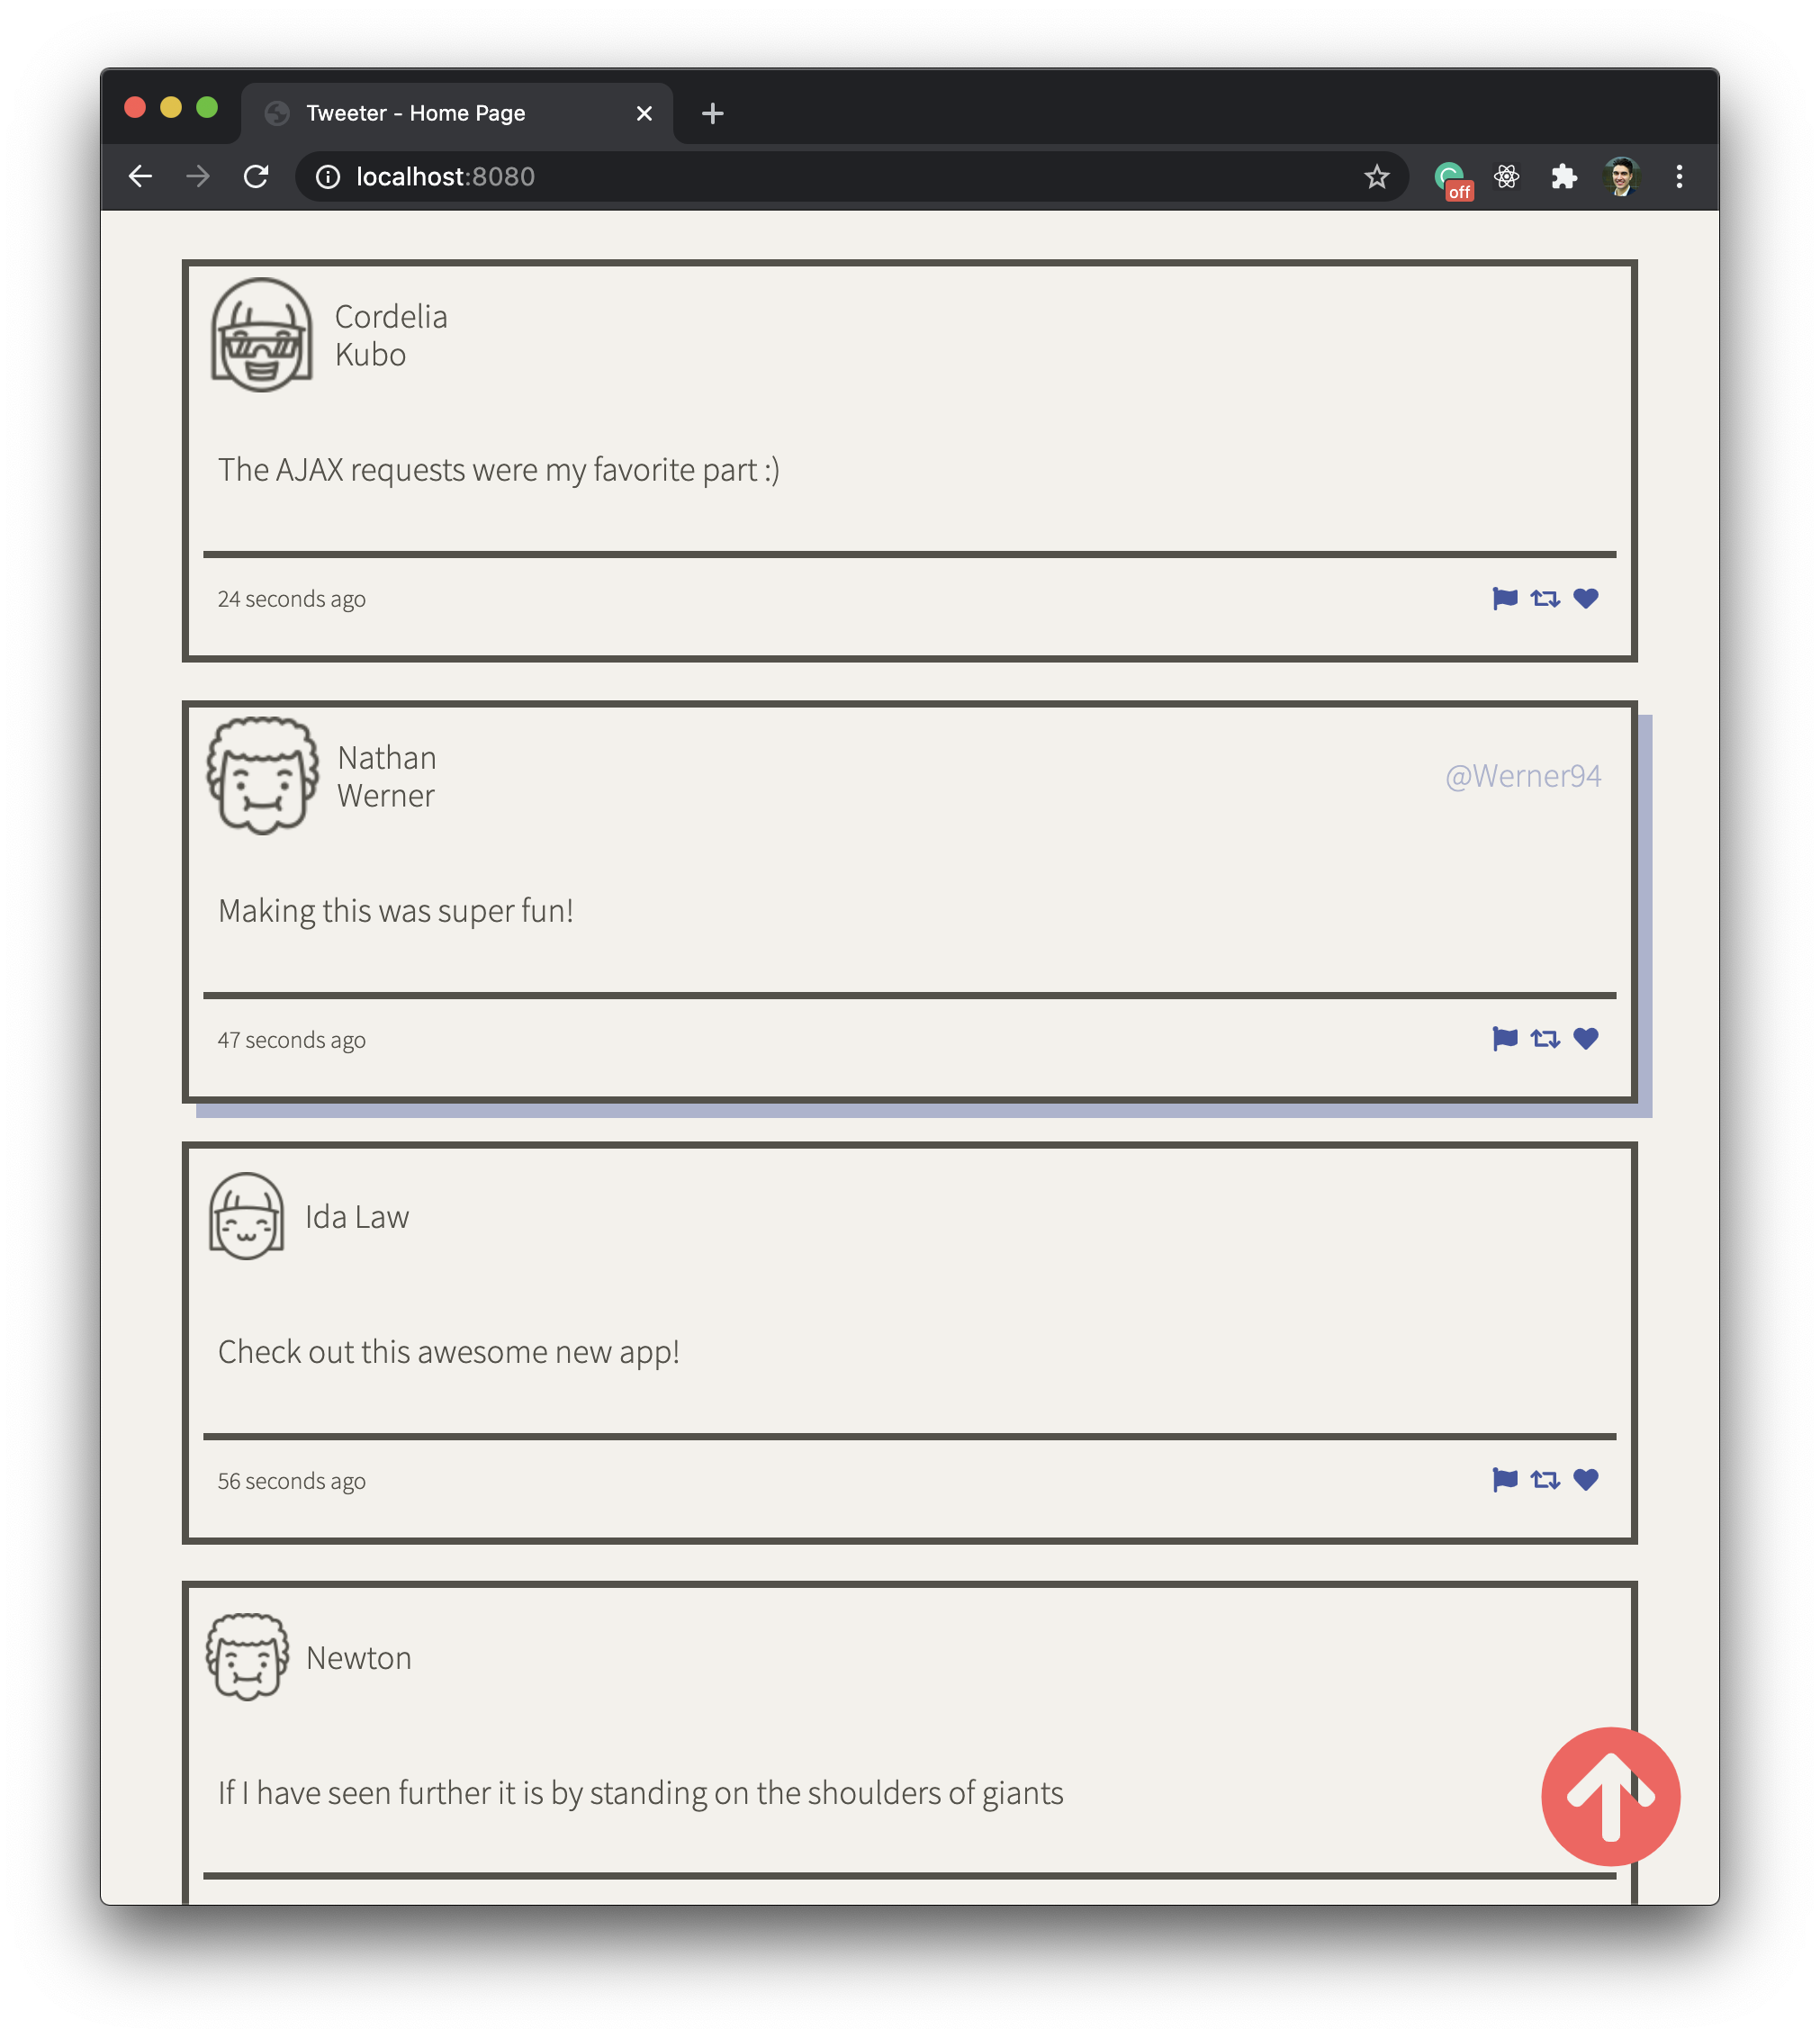 Tweeter - Home Page
localhost:8080
off
Cordelia
Kubo
The AJAX requests were my favorite part :)
24 seconds ago
Nathan
Werner
@Werner94
Making this was super fun!
47 seconds ago
Ida Law
Check out this awesome new app!
56 seconds ago
Newton
If I have seen further it is by standing on the shoulders of giants